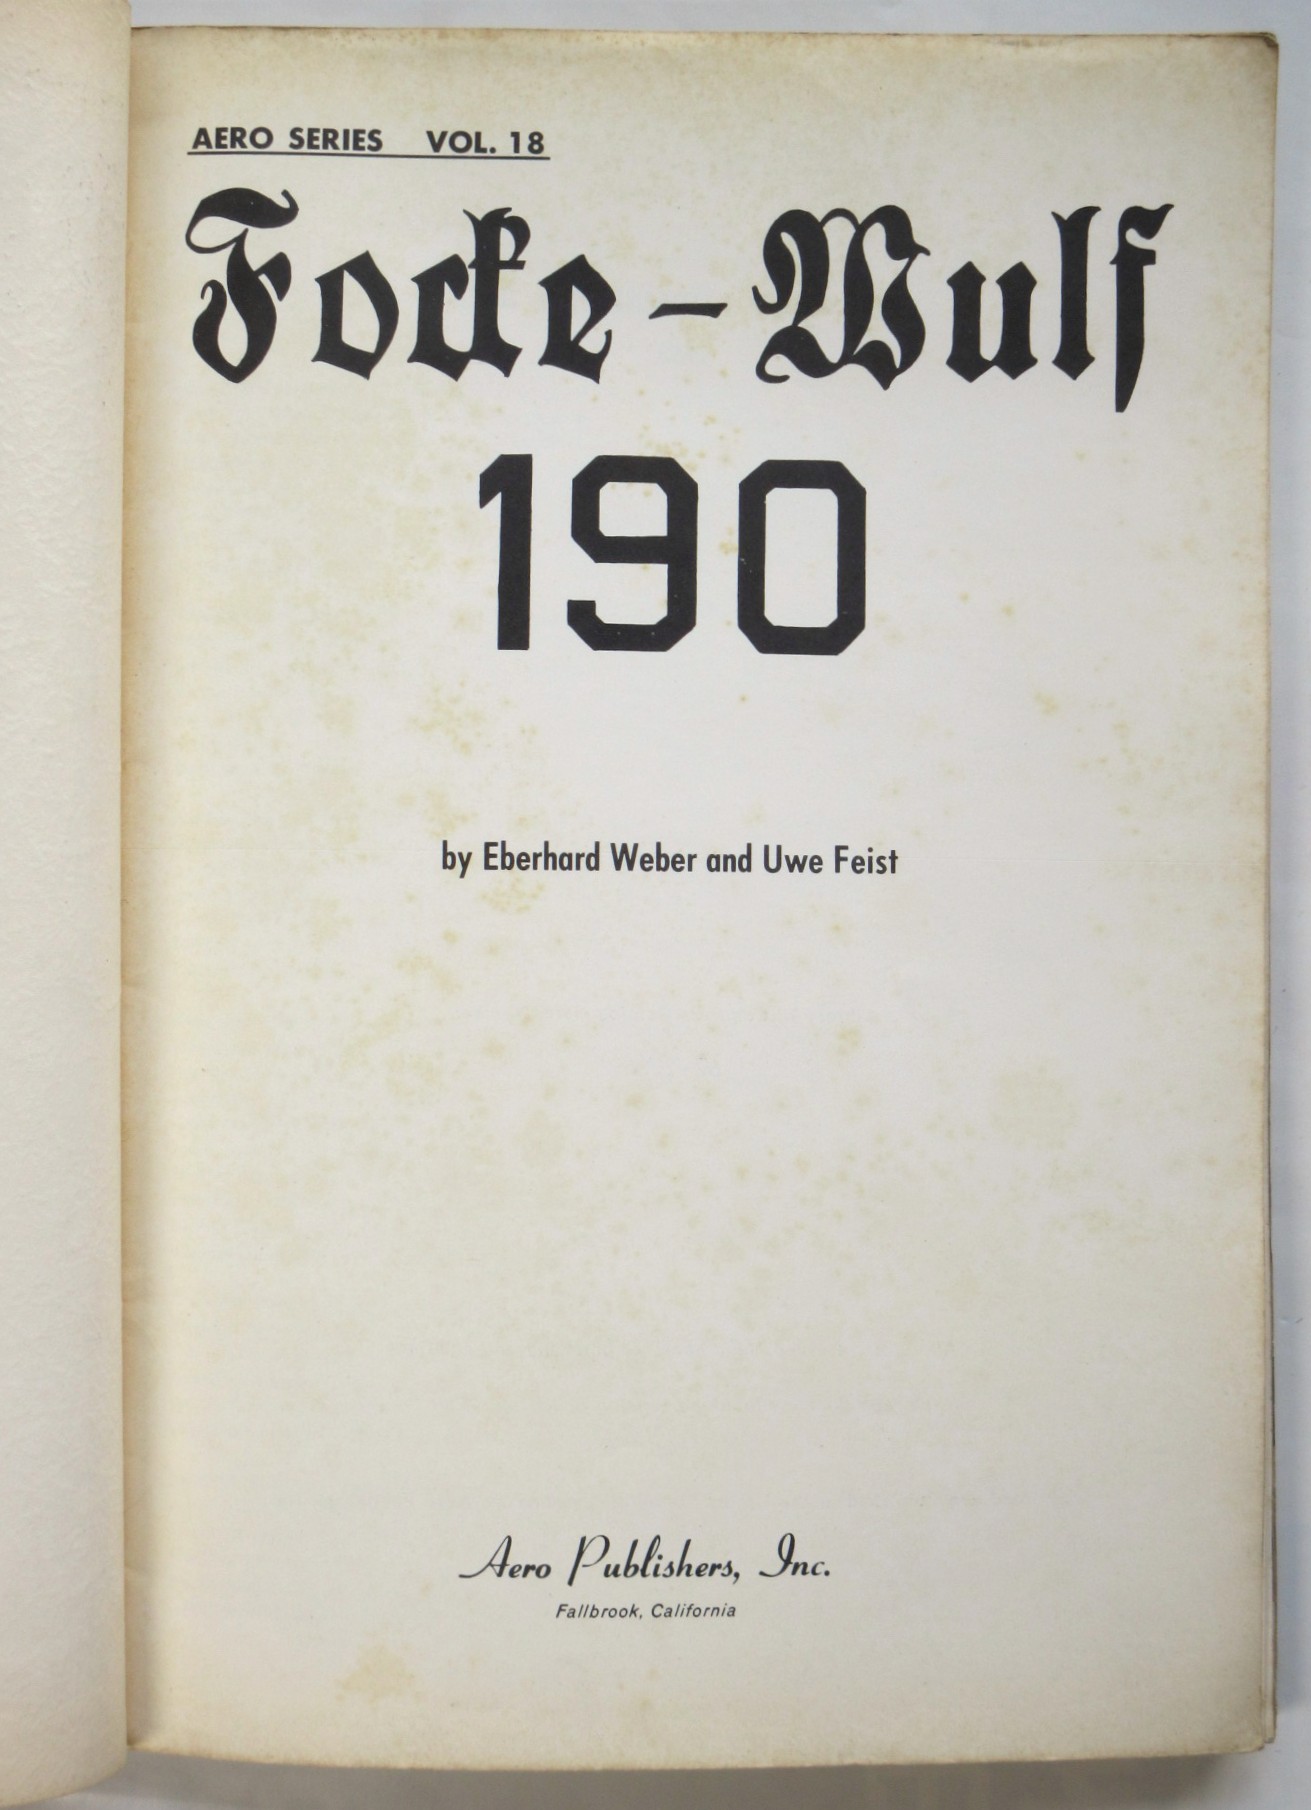 AERO SERIES VOL. 18
Focke-Wulf
190
by Eberhard Weber and Uwe Feist
Aero Publishers, Inc.
Fallbrook, California